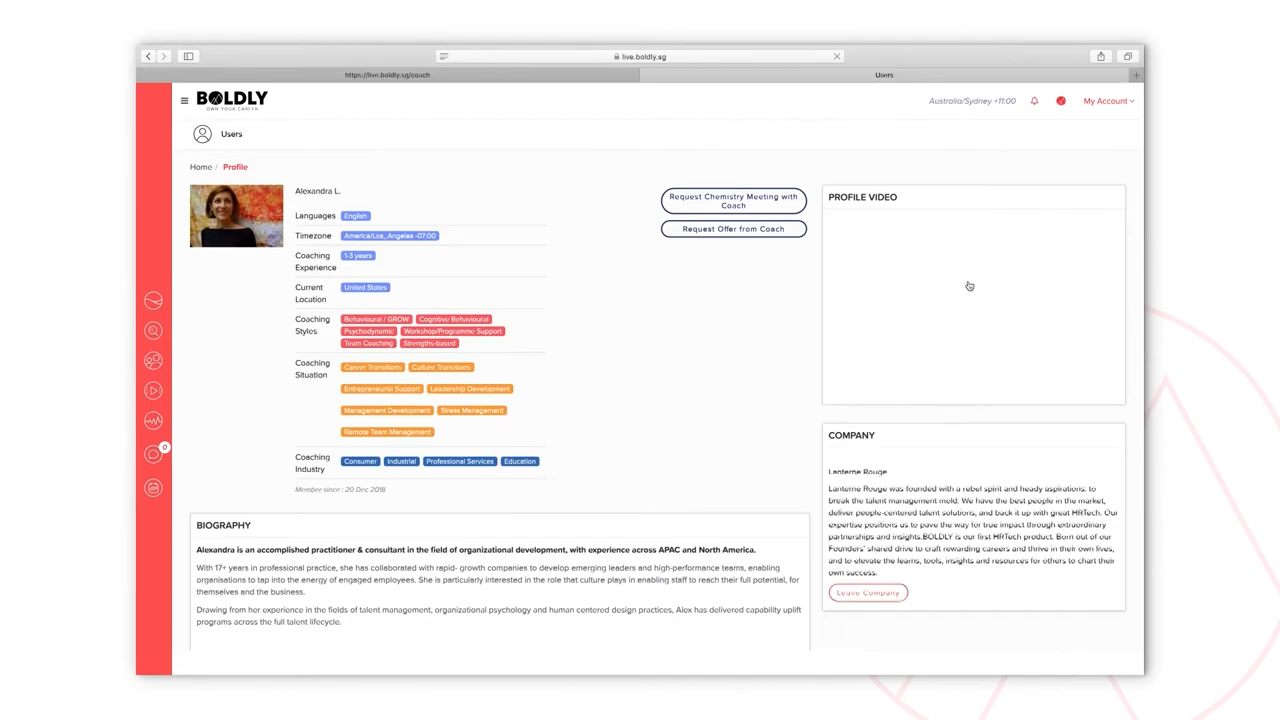 live.boldly.sg
https://live.boldly.sg/coach
Users
BOLDLY
OWN YOUR CAREER
Australia/Sydney +11:00
My Account
Users
Home / Profile
Alexandra L.
Languages English
Timezone America/Los_Angeles -07:00
Coaching Experience 1-3 years
Current Location United States
Coaching Styles
Behavioural / GROW Cognitive Behavioural
Psychodynamic Workshop/Programme Support
Team Coaching Strengths-based
Coaching Situation
Career Transitions Culture Transitions
Entrepreneurial Support Leadership Development
Management Development Stress Management
Remote Team Management
Coaching Industry
Consumer Industrial Professional Services Education
Member since : 20 Dec 2018
Request Chemistry Meeting with
Coach
Request Offer from Coach
PROFILE VIDEO
BIOGRAPHY
Alexandra is an accomplished practitioner & consultant in the field of organizational development, with experience across APAC and North America.
With 17+ years in professional practice, she has collaborated with rapid- growth companies to develop emerging leaders and high-performance teams, enabling
organisations to tap into the energy of engaged employees. She is particularly interested in the role that culture plays in enabling staff to reach their full potential, for
themselves and the business.
Drawing from her experience in the fields of talent management, organizational psychology and human centered design practices, Alex has delivered capability uplift
programs across the full talent lifecycle.
COMPANY
Lanterne Rouge
Lanterne Rouge was founded with a rebel spirit and heady aspirations; to
break the talent management mold. We have the best people in the market,
deliver people-centered talent solutions, and back it up with great HRTech. Our
expertise positions us to pave the way for true impact through extraordinary
partnerships and insights.BOLDLY is our first HRTech product. Born out of our
Founders' shared drive to craft rewarding careers and thrive in their own lives,
and to elevate the learns, tools, insights and resources for others to chart their
own success.
Leave Company
0